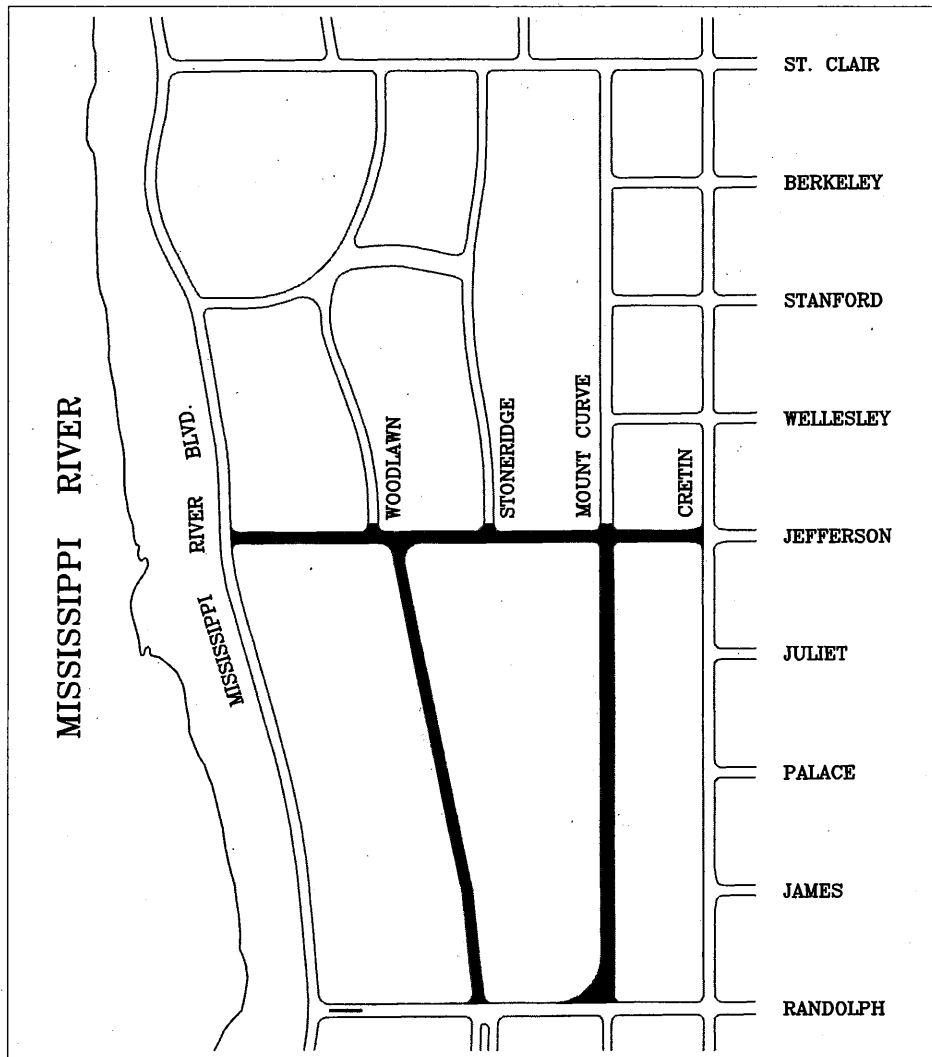 ST. CLAIR
BERKELEY
STANFORD
WELLESLEY
JEFFERSON
JULIET
PALACE
JAMES
RANDOLPH
MISSISSIPPI RIVER
MISSISSIPPI RIVER BLVD.
WOODLAWN
STONERIDGE
MOUNT CURVE
CRETIN